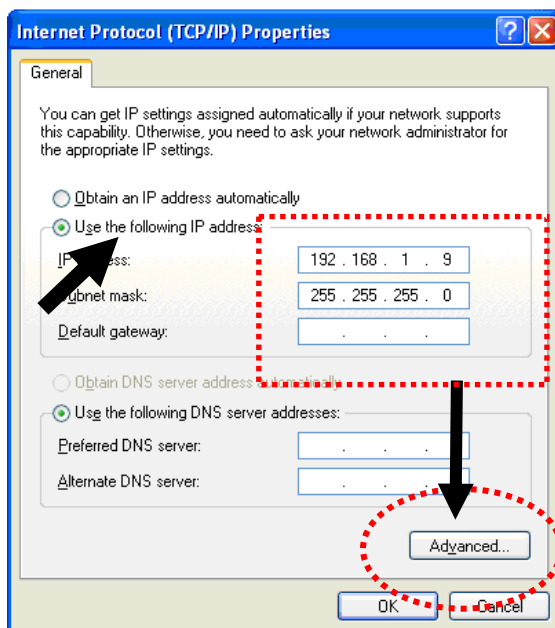 Internet Protocol (TCP/IP) Properties
General
You can get IP settings assigned automatically if your network supports
this capability. Otherwise, you need to ask your network administrator for
the appropriate IP settings.
Obtain an IP address automatically
Use the following IP address:
192 . 168 . 1 . 9
mask: 255 . 255 . 255 . 0
Default gateway: . . .
Obtain DNS server address automatically
Use the following DNS server addresses:
Preferred DNS server: . . .
Alternate DNS server: . . .
Advanced...
OK Cancel